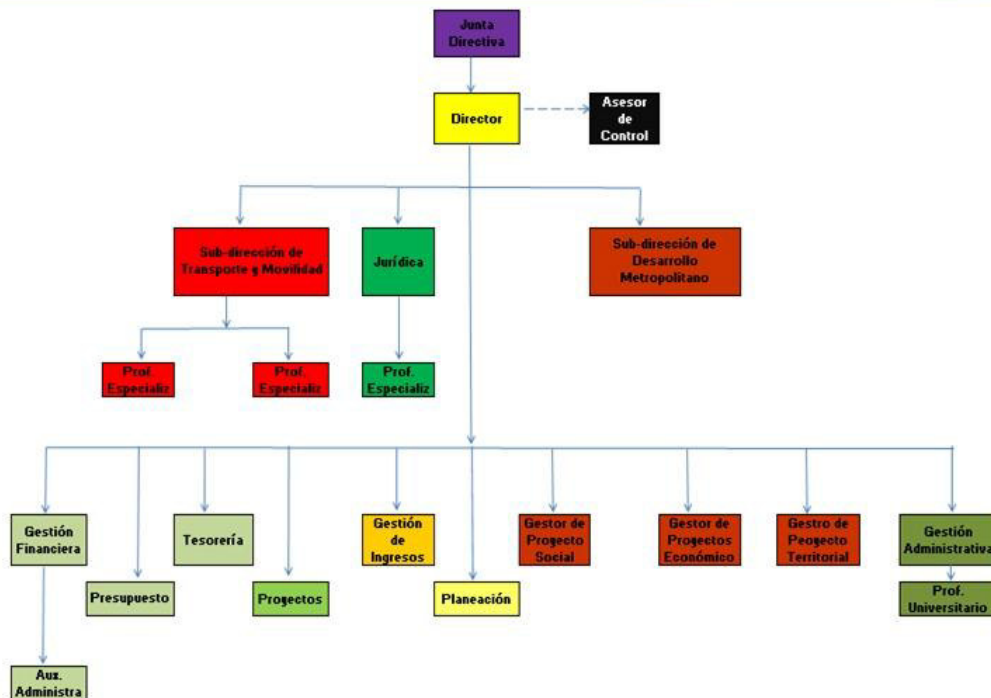 Junta
Directiva
Director
Asesor
de
Control
Sub-dirección de
Transporte y Movilidad
Jurídica
Sub-dirección de
Desarrollo
Metropolitano
Prof.
Especializ
Prof.
Especializ
Prof.
Especializ
Gestión
Financiera
Tesorería
Gestión
de
Ingresos
Gestor de
Proyecto
Social
Gestor de
Proyectos
Económico
Gestro de
Peoyecto
Territorial
Gestión
Administrativa
Presupuesto
Proyectos
Planeación
Prof.
Universitario
Aux.
Administra